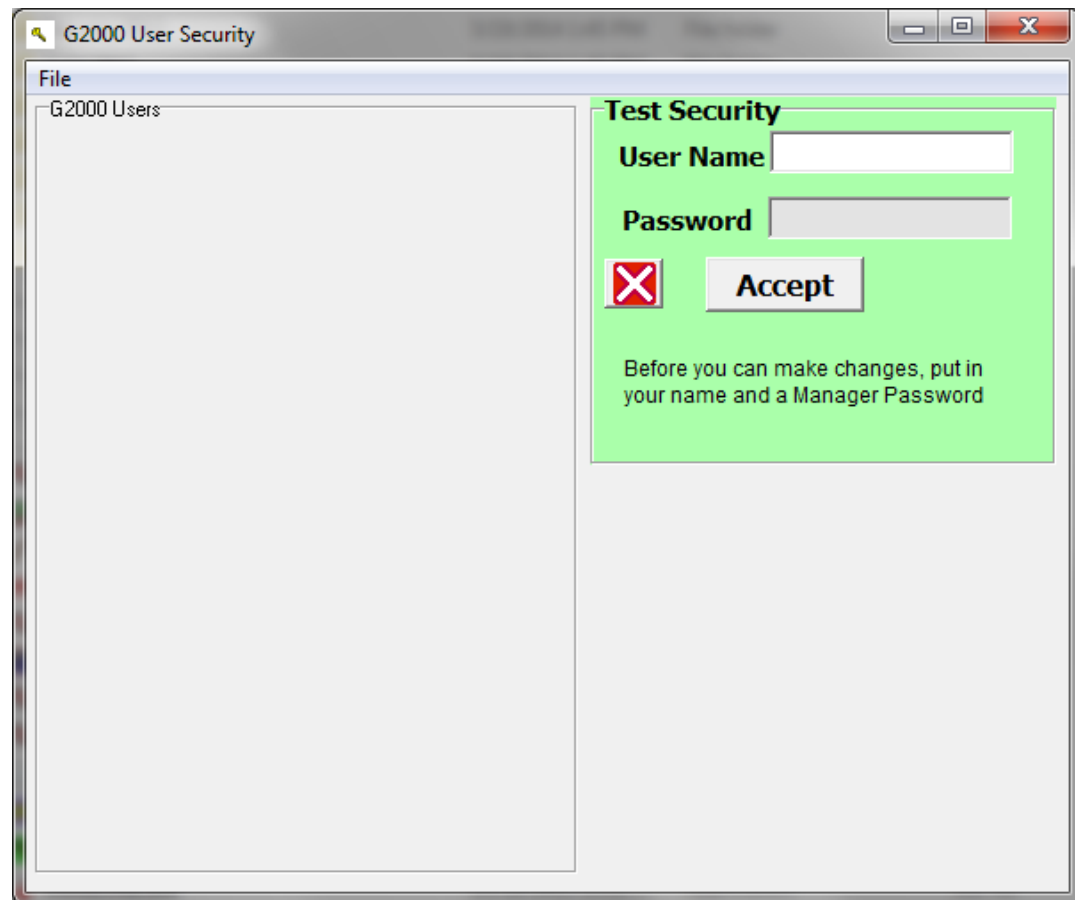 G2000 User Security
File
G2000 Users
Test Security
User Name
Password
Accept
Before you can make changes, put in
your name and a Manager Password